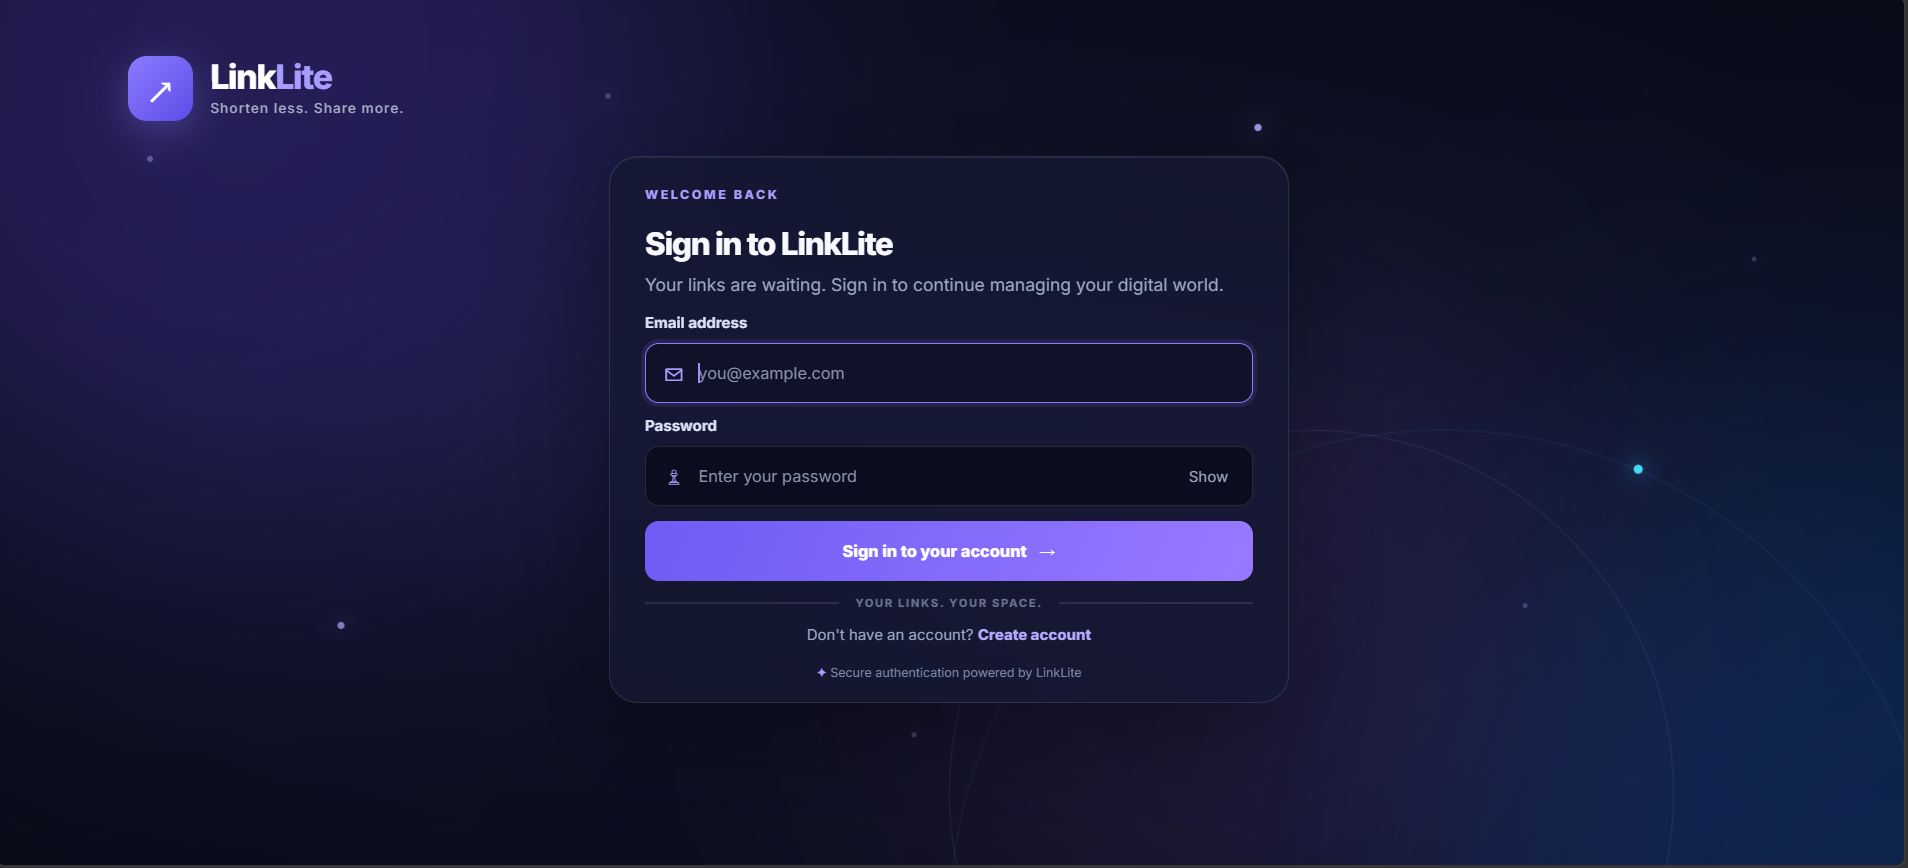 LinkLite
Shorten less. Share more.
WELCOME BACK
Sign in to LinkLite
Your links are waiting. Sign in to continue managing your digital world.
Email address
you@example.com
Password
Enter your password
Show
Sign in to your account →
YOUR LINKS. YOUR SPACE.
Don't have an account? Create account
✦ Secure authentication powered by LinkLite